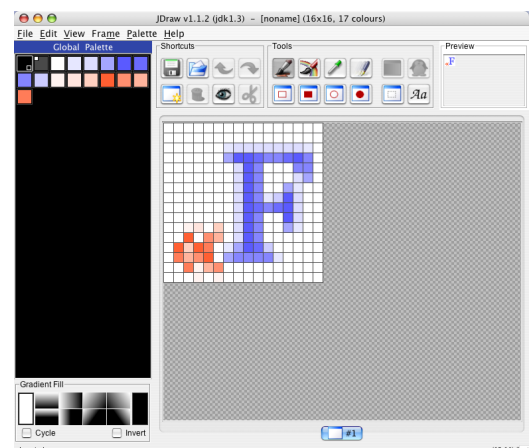 JDraw v1.1.2 (jdk1.3) - [noname] (16x16, 17 colours)
File Edit View Frame Palette Help
Global Palette
Shortcuts
Tools
Preview
F
Aa
F
Gradient Fill
Cycle
Invert
#1